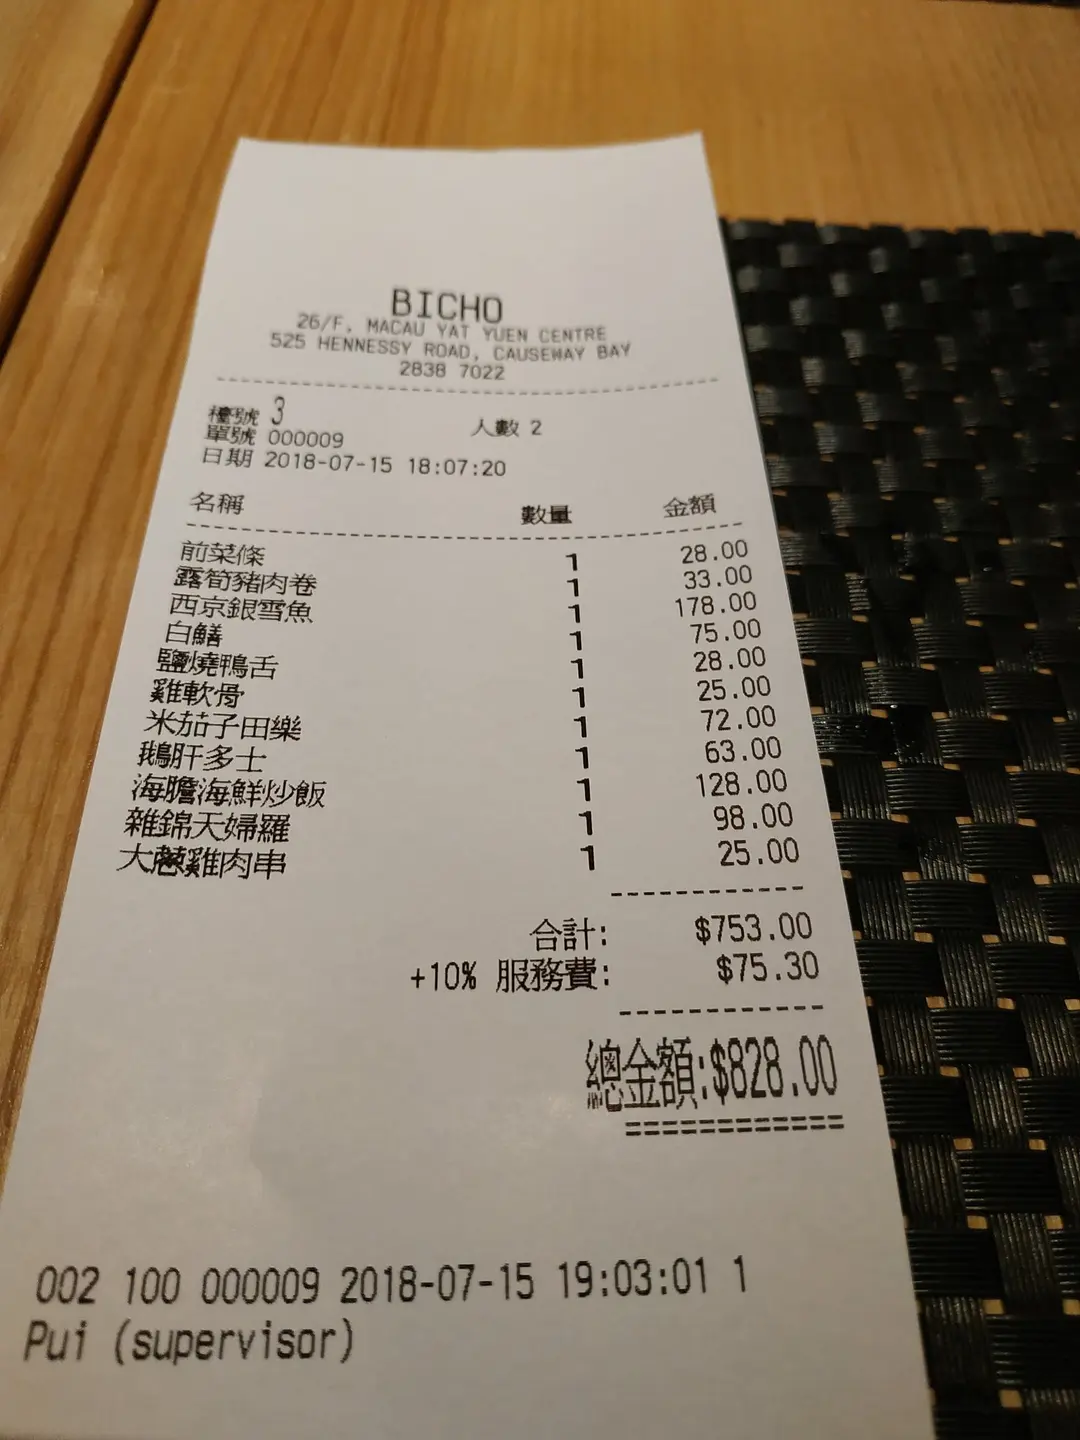 BICHO
26/F, MACAU YAT YUEN CENTRE
525 HENNESSY ROAD, CAUSEWAY BAY
2838 7022
檯號 3 人數 2
單號 000009
日期 2018-07-15 18:07:20
名稱 數量 金額
前菜條 1 28.00
露筍豬肉卷 1 33.00
西京銀雪魚 1 178.00
白鱔 1 75.00
鹽燒鴨舌 1 28.00
雞軟骨 1 25.00
米茄子田樂 1 72.00
鵝肝多士 1 63.00
海膽海鮮炒飯 1 128.00
雜錦天婦羅 1 98.00
大蔥雞肉串 1 25.00
合計: $753.00
+10% 服務費: $75.30
總金額:$828.00
002 100 000009 2018-07-15 19:03:01 1
Pui (supervisor)